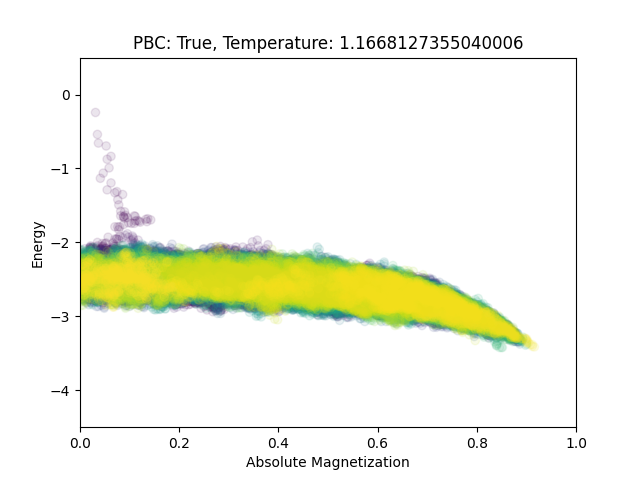 PBC: True, Temperature: 1.1668127355040006
0
−1
−2
−3
−4
Energy
0.0 0.2 0.4 0.6 0.8 1.0
Absolute Magnetization